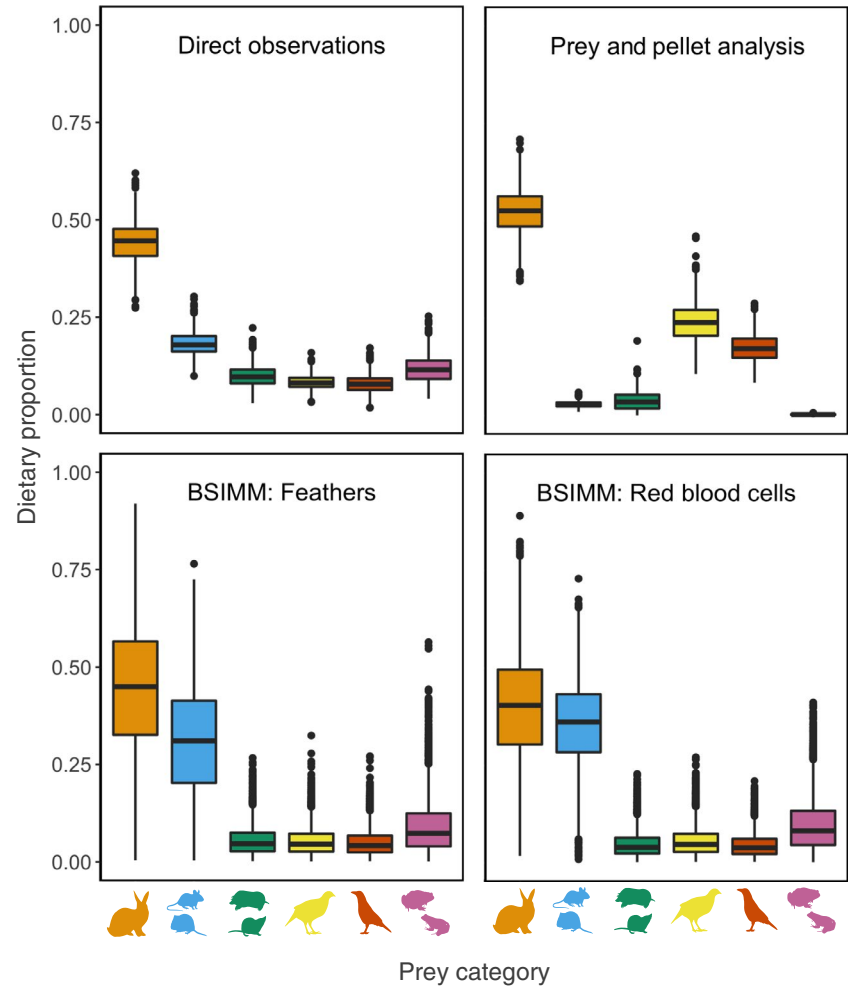 Dietary proportion
1.00
0.75
0.50
0.25
0.00
Direct observations
Prey and pellet analysis
1.00
0.75
0.50
0.25
0.00
BSIMM: Feathers
BSIMM: Red blood cells
Prey category